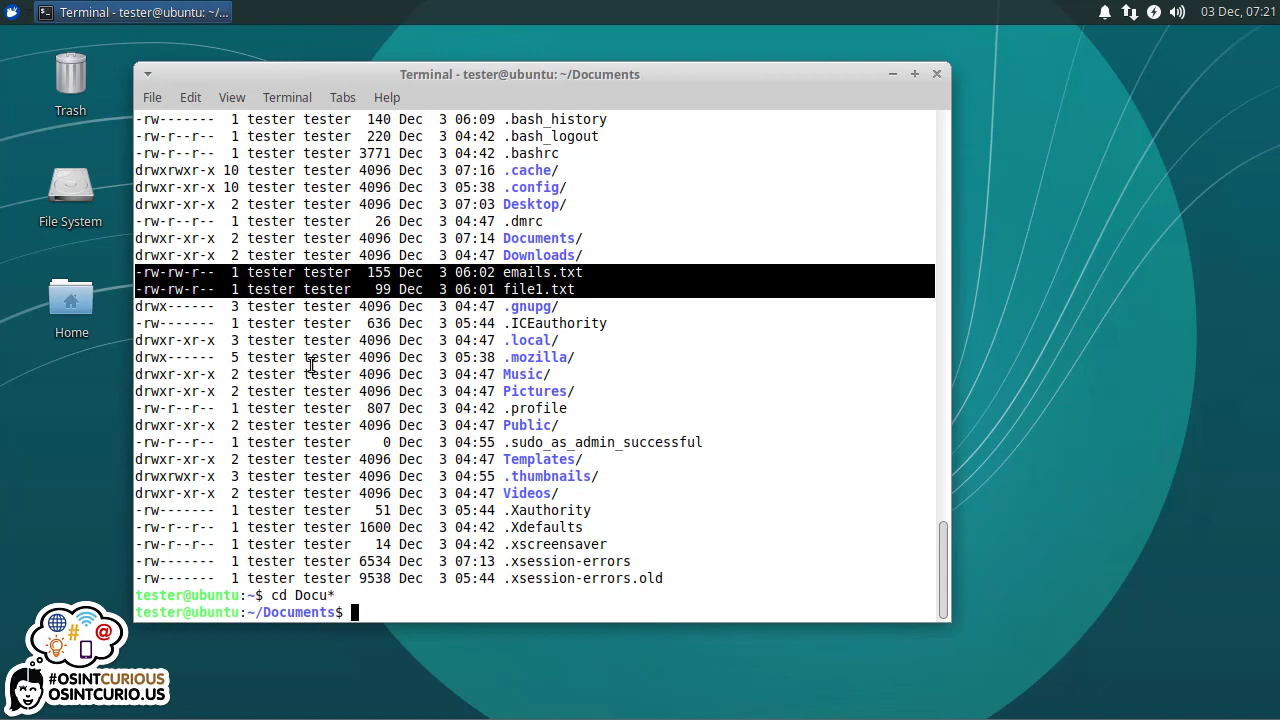 Terminal - tester@ubuntu: ~/...
03 Dec, 07:21
Trash
File System
Home
Terminal - tester@ubuntu: ~/Documents
File Edit View Terminal Tabs Help
-rw------- 1 tester tester 140 Dec 3 06:09 .bash_history
-rw-r--r-- 1 tester tester 220 Dec 3 04:42 .bash_logout
-rw-r--r-- 1 tester tester 3771 Dec 3 04:42 .bashrc
drwxrwxr-x 10 tester tester 4096 Dec 3 07:16 .cache/
drwxr-xr-x 10 tester tester 4096 Dec 3 05:38 .config/
drwxr-xr-x 2 tester tester 4096 Dec 3 07:03 Desktop/
-rw-r--r-- 1 tester tester 26 Dec 3 04:47 .dmrc
drwxr-xr-x 2 tester tester 4096 Dec 3 07:14 Documents/
drwxr-xr-x 2 tester tester 4096 Dec 3 04:47 Downloads/
-rw-rw-r-- 1 tester tester 155 Dec 3 06:02 emails.txt
-rw-rw-r-- 1 tester tester 99 Dec 3 06:01 file1.txt
drwx------ 3 tester tester 4096 Dec 3 04:47 .gnupg/
-rw------- 1 tester tester 636 Dec 3 05:44 .ICEauthority
drwxr-xr-x 3 tester tester 4096 Dec 3 04:47 .local/
drwx------ 5 tester tester 4096 Dec 3 05:38 .mozilla/
drwxr-xr-x 2 tester tester 4096 Dec 3 04:47 Music/
drwxr-xr-x 2 tester tester 4096 Dec 3 04:47 Pictures/
-rw-r--r-- 1 tester tester 807 Dec 3 04:42 .profile
drwxr-xr-x 2 tester tester 4096 Dec 3 04:47 Public/
-rw-r--r-- 1 tester tester 0 Dec 3 04:55 .sudo_as_admin_successful
drwxr-xr-x 2 tester tester 4096 Dec 3 04:47 Templates/
drwxrwxr-x 3 tester tester 4096 Dec 3 04:55 .thumbnails/
drwxr-xr-x 2 tester tester 4096 Dec 3 04:47 Videos/
-rw------- 1 tester tester 51 Dec 3 05:44 .Xauthority
-rw-r--r-- 1 tester tester 1600 Dec 3 04:42 .Xdefaults
-rw-r--r-- 1 tester tester 14 Dec 3 04:42 .xscreensaver
-rw------- 1 tester tester 6534 Dec 3 07:13 .xsession-errors
-rw------- 1 tester tester 9538 Dec 3 05:44 .xsession-errors.old
tester@ubuntu:~$ cd Docu*
tester@ubuntu:~/Documents$
#OSINTCURIOUS
OSINTCURIO.US